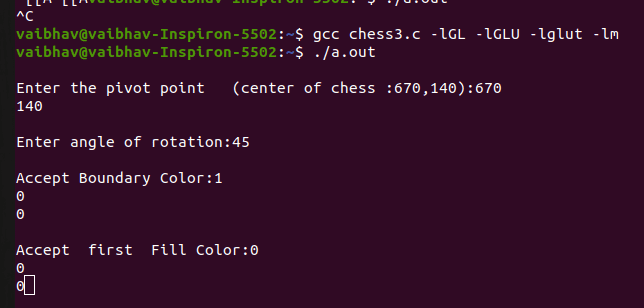 ^C
vaibhav@vaibhav-Inspiron-5502:~$ gcc chess3.c -lGL -lGLU -lglut -lm
vaibhav@vaibhav-Inspiron-5502:~$ ./a.out
Enter the pivot point   (center of chess :670,140):670
140
Enter angle of rotation:45
Accept Boundary Color:1
0
0
Accept  first  Fill Color:0
0
0